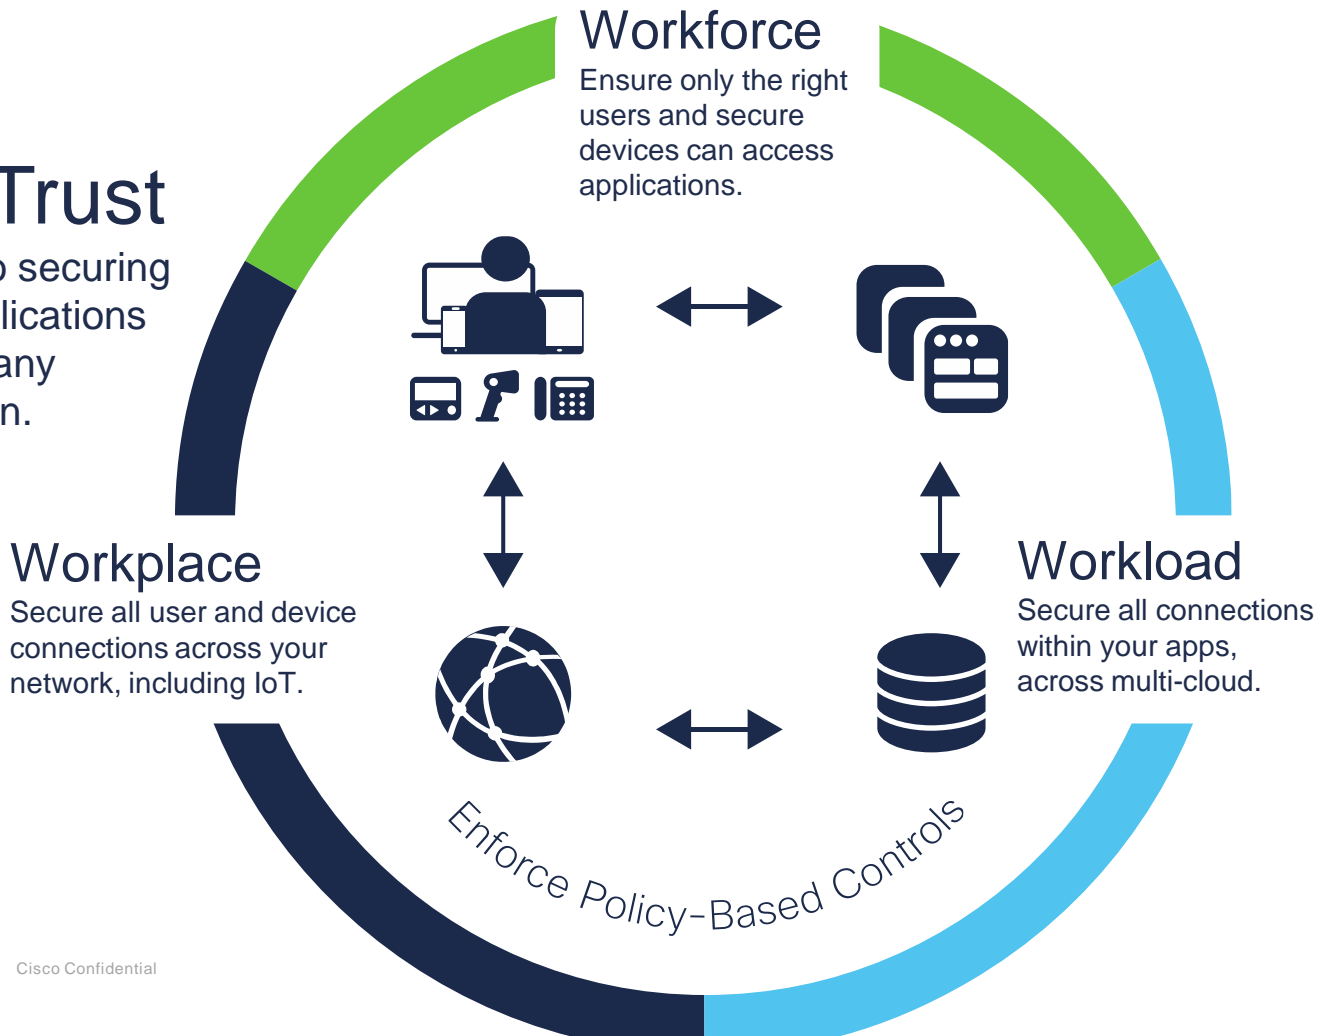 Workforce
Ensure only the right
users and secure
devices can access
applications.
Trust
securing
lications
any
n.
Workplace
Secure all user and device
connections across your
network, including IoT.
Workload
Secure all connections
within your apps,
across multi-cloud.
Enforce Policy-Based Controls
Cisco Confidential